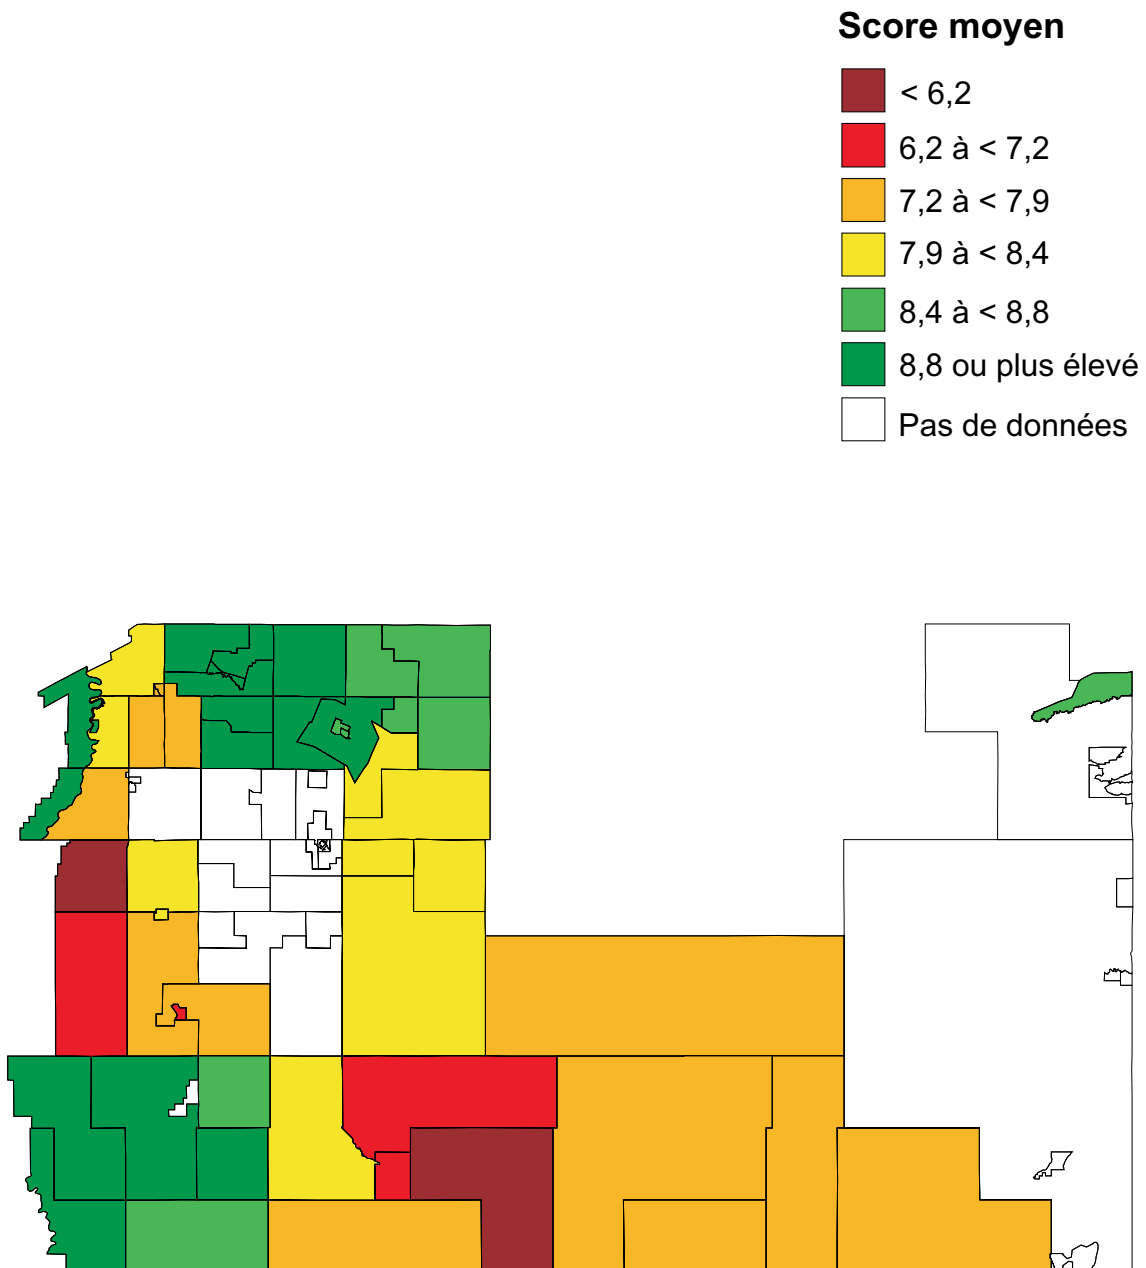 Score moyen
< 6,2
6,2 à < 7,2
7,2 à < 7,9
7,9 à < 8,4
8,4 à < 8,8
8,8 ou plus élevé
Pas de données